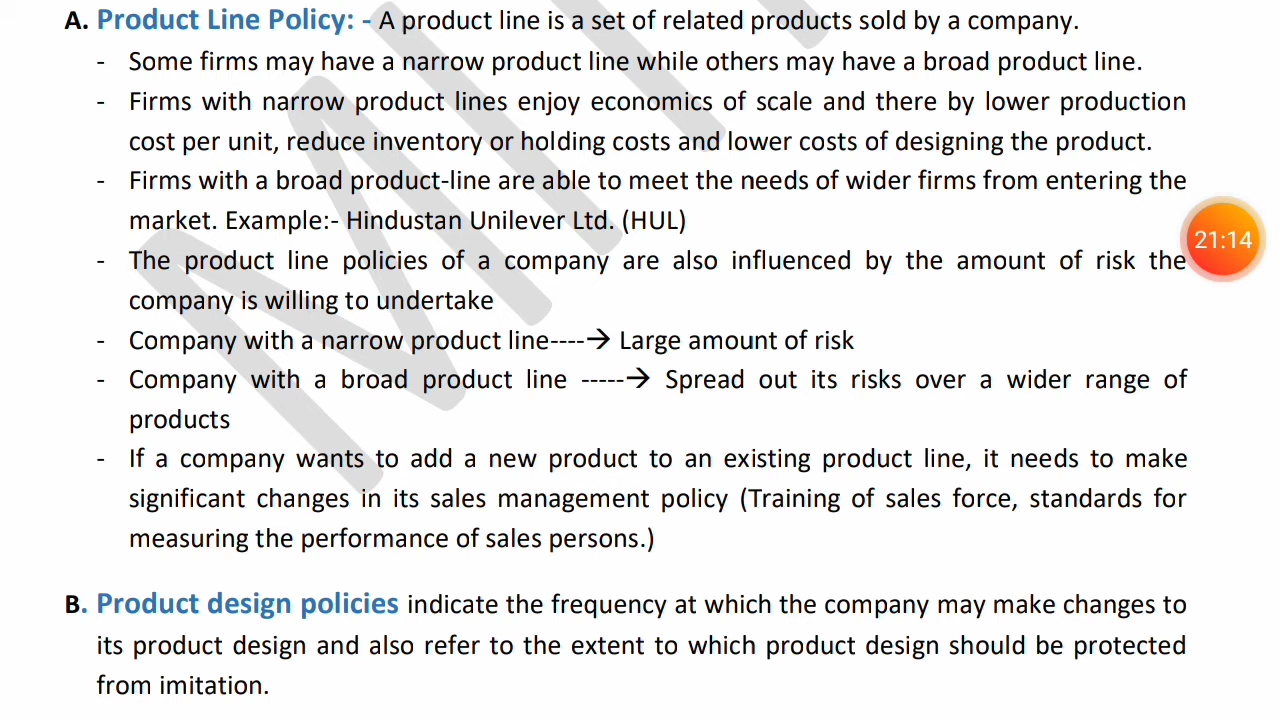 A. Product Line Policy: - A product line is a set of related products sold by a company.
- Some firms may have a narrow product line while others may have a broad product line.
- Firms with narrow product lines enjoy economics of scale and there by lower production
cost per unit, reduce inventory or holding costs and lower costs of designing the product.
- Firms with a broad product-line are able to meet the needs of wider firms from entering the
market. Example:- Hindustan Unilever Ltd. (HUL)
21:14
- The product line policies of a company are also influenced by the amount of risk the
company is willing to undertake
- Company with a narrow product line----→ Large amount of risk
- Company with a broad product line -----→ Spread out its risks over a wider range of
products
- If a company wants to add a new product to an existing product line, it needs to make
significant changes in its sales management policy (Training of sales force, standards for
measuring the performance of sales persons.)
B. Product design policies indicate the frequency at which the company may make changes to
its product design and also refer to the extent to which product design should be protected
from imitation.